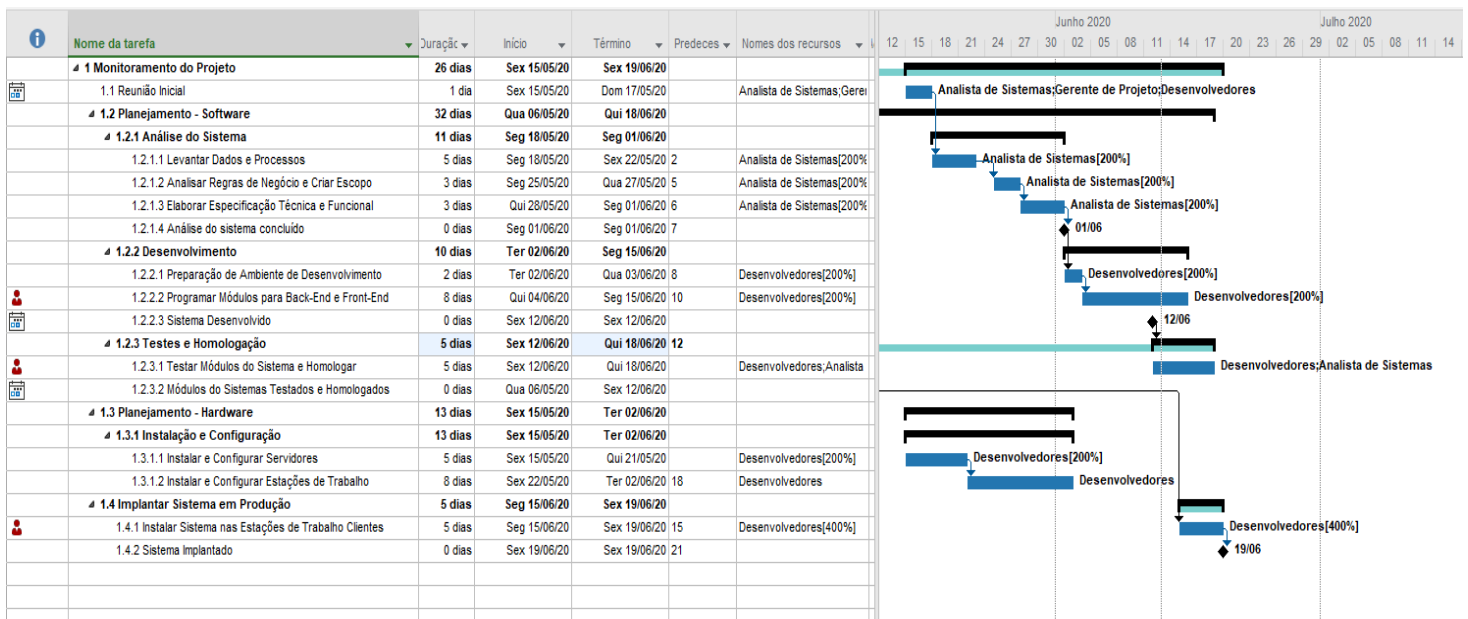 Junho 2020 Julho 2020
Nome da tarefa Duraçãc Início Término Predeces Nomes dos recursos 12 15 18 21 24 27 30 02 05 08 11 14 17 20 23 26 29 02 05 08 11 14
1 Monitoramento do Projeto 26 dias Sex 15/05/20 Sex 19/06/20
1.1 Reunião Inicial 1 dia Sex 15/05/20 Dom 17/05/20 Analista de Sistemas;Gerei Analista de Sistemas;Gerente de Projeto;Desenvolvedores
1.2 Planejamento - Software 32 dias Qua 06/05/20 Qui 18/06/20
1.2.1 Análise do Sistema 11 dias Seg 18/05/20 Seg 01/06/20
1.2.1.1 Levantar Dados e Processos 5 dias Seg 18/05/20 Sex 22/05/20 2 Analista de Sistemas[200% Analista de Sistemas[200%]
1.2.1.2 Analisar Regras de Negócio e Criar Escopo 3 dias Seg 25/05/20 Qua 27/05/20 5 Analista de Sistemas[200% Analista de Sistemas[200%]
1.2.1.3 Elaborar Especificação Técnica e Funcional 3 dias Qui 28/05/20 Seg 01/06/20 6 Analista de Sistemas[200% Analista de Sistemas[200%]
1.2.1.4 Análise do sistema concluído 0 dias Seg 01/06/20 Seg 01/06/20 7 01/06
1.2.2 Desenvolvimento 10 dias Ter 02/06/20 Seg 15/06/20
1.2.2.1 Preparação de Ambiente de Desenvolvimento 2 dias Ter 02/06/20 Qua 03/06/20 8 Desenvolvedores[200%] Desenvolvedores[200%]
1.2.2.2 Programar Módulos para Back-End e Front-End 8 dias Qui 04/06/20 Seg 15/06/20 10 Desenvolvedores[200%] Desenvolvedores[200%]
1.2.2.3 Sistema Desenvolvido 0 dias Sex 12/06/20 Sex 12/06/20 12/06
1.2.3 Testes e Homologação 5 dias Sex 12/06/20 Qui 18/06/20 12
1.2.3.1 Testar Módulos do Sistema e Homologar 5 dias Sex 12/06/20 Qui 18/06/20 Desenvolvedores;Analista Desenvolvedores;Analista de Sistemas
1.2.3.2 Módulos do Sistemas Testados e Homologados 0 dias Qua 06/05/20 Sex 12/06/20
1.3 Planejamento - Hardware 13 dias Sex 15/05/20 Ter 02/06/20
1.3.1 Instalação e Configuração 13 dias Sex 15/05/20 Ter 02/06/20
1.3.1.1 Instalar e Configurar Servidores 5 dias Sex 15/05/20 Qui 21/05/20 Desenvolvedores[200%] Desenvolvedores[200%]
1.3.1.2 Instalar e Configurar Estações de Trabalho 8 dias Sex 22/05/20 Ter 02/06/20 18 Desenvolvedores Desenvolvedores
1.4 Implantar Sistema em Produção 5 dias Seg 15/06/20 Sex 19/06/20
1.4.1 Instalar Sistema nas Estações de Trabalho Clientes 5 dias Seg 15/06/20 Sex 19/06/20 15 Desenvolvedores[400%] Desenvolvedores[400%]
1.4.2 Sistema Implantado 0 dias Sex 19/06/20 Sex 19/06/20 21 19/06